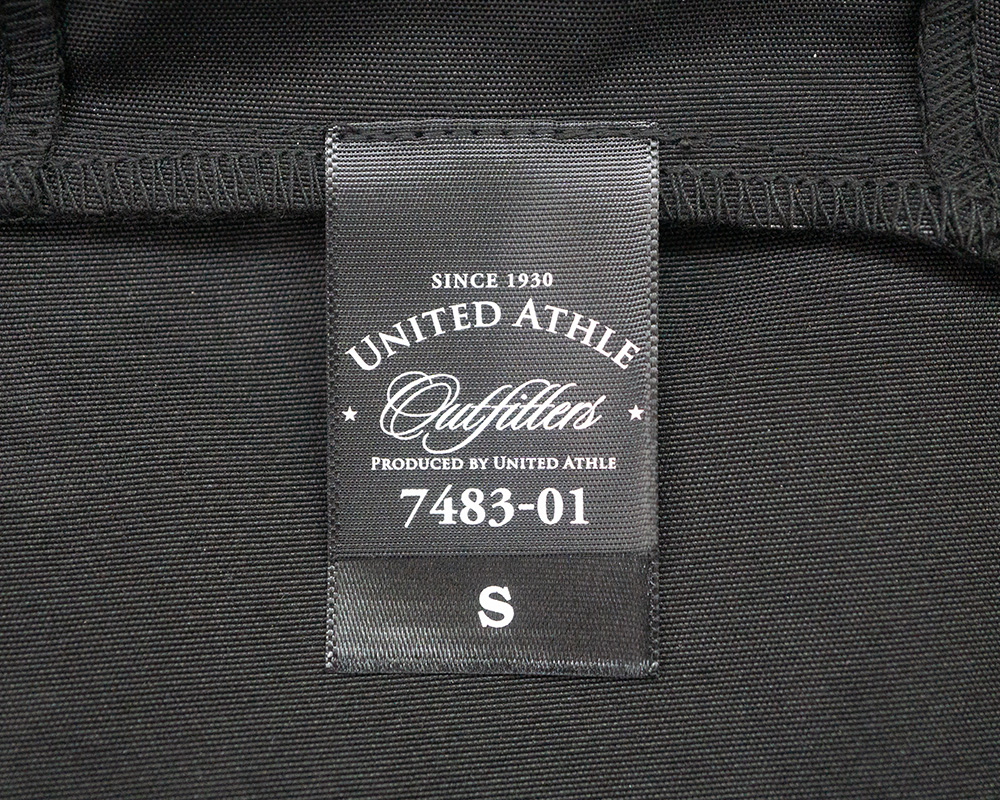 SINCE 1930
UNITED ATHLE
Outfitters
PRODUCED BY UNITED ATHLE
7483-01
S